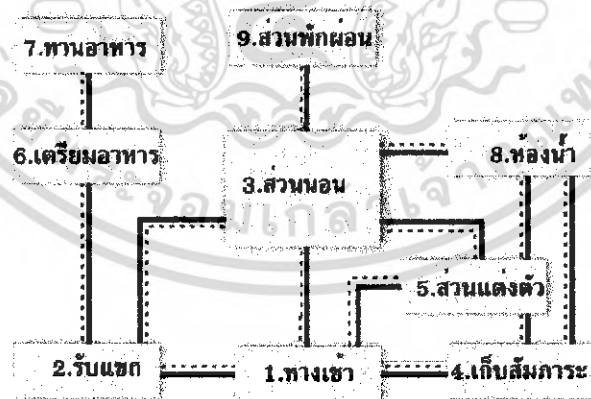 7.ทานอาหาร
9.ส่วนพักผ่อน
6.เตรียมอาหาร
3.ส่วนนอน
8.ห้องน้ำ
5.ส่วนแต่งตัว
2.รับแขก
1.ทางเข้า
4.เก็บสัมภาระ